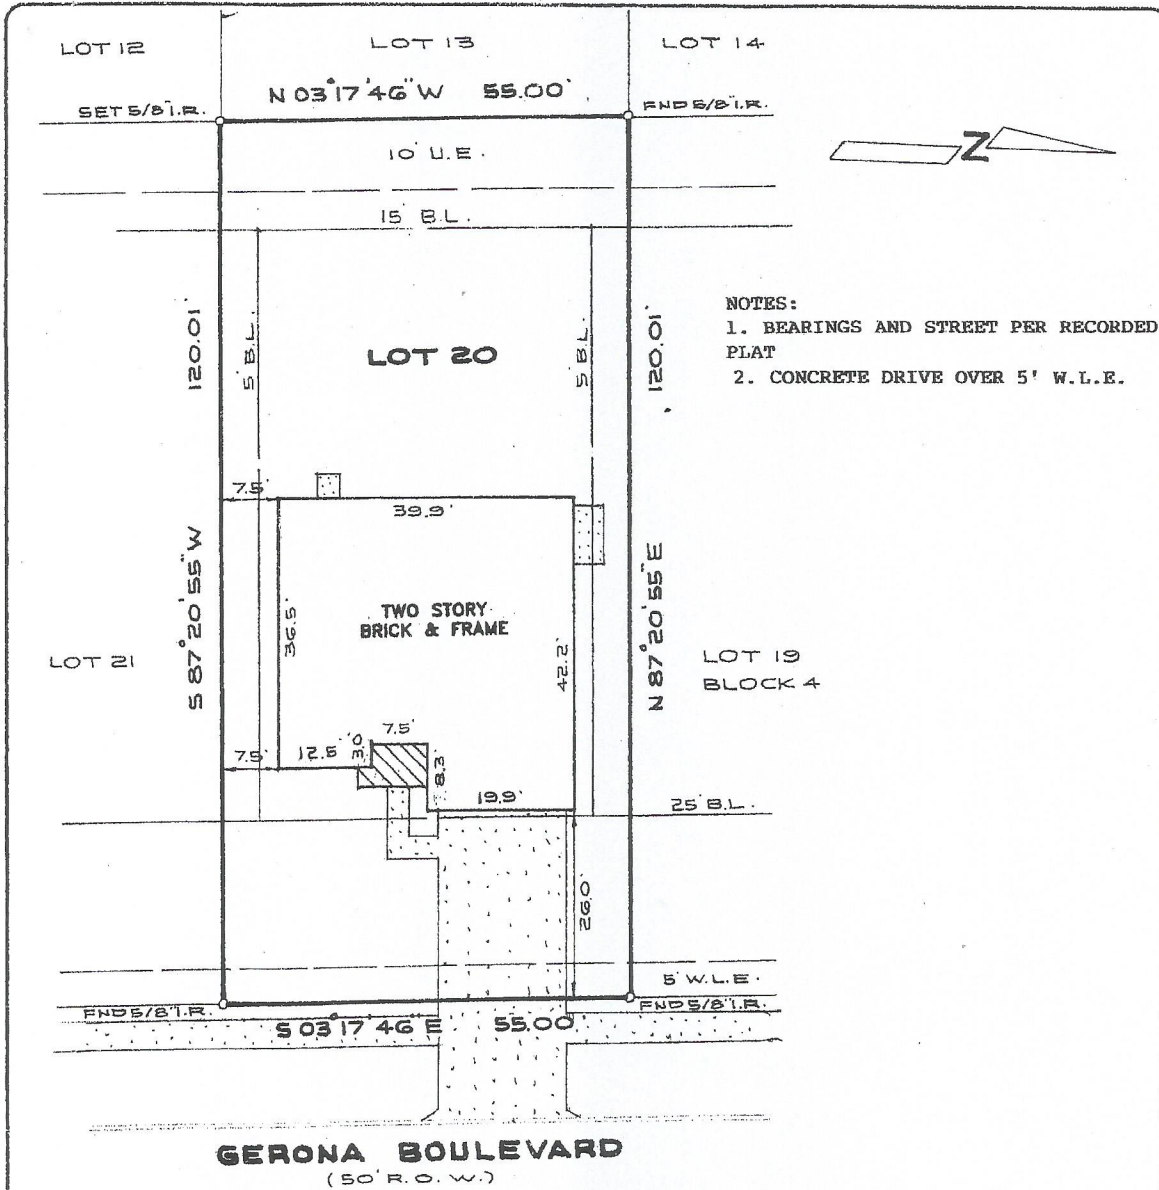 LOT 12
LOT 13
LOT 14
N 03°17'46" W 55.00'
SET 5/8" I.R.
FND 5/8" I.R.
10' U.E.
Z
15' B.L.
120.01'
5' B.L.
LOT 20
5' B.L.
120.01'
NOTES:
1. BEARINGS AND STREET PER RECORDED
PLAT
2. CONCRETE DRIVE OVER 5' W.L.E.
7.5'
39.9'
S 87°20'55" W
36.5'
TWO STORY
BRICK & FRAME
42.2'
N 87°20'55" E
LOT 21
LOT 19
BLOCK 4
7.5'
12.5'
3.0'
7.5'
8.3'
19.9'
25' B.L.
26.0'
5' W.L.E.
FND 5/8" I.R.
FND 5/8" I.R.
S 03°17'46" E 55.00'
GERONA BOULEVARD
(50' R.O.W.)